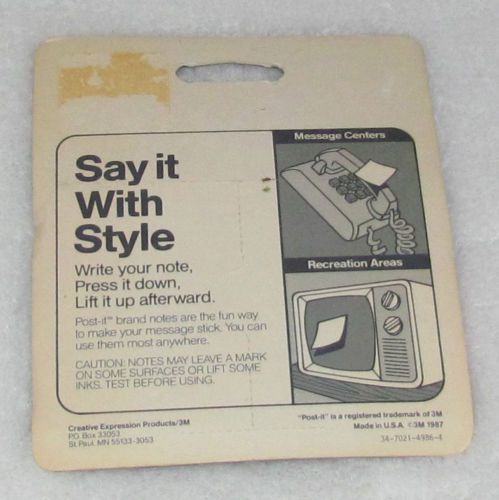 Say it
With
Style
Write your note,
Press it down,
Lift it up afterward.
Post-it™ brand notes are the fun way
to make your message stick. You can
use them most anywhere.
CAUTION: NOTES MAY LEAVE A MARK
ON SOME SURFACES OR LIFT SOME
INKS. TEST BEFORE USING.
Message Centers
Recreation Areas
Creative Expression Products/3M
P.O. Box 33053
St. Paul, MN 55133-3053
"Post-it" is a registered trademark of 3M
Made in U.S.A. ©3M 1987
34-7021-4986-4